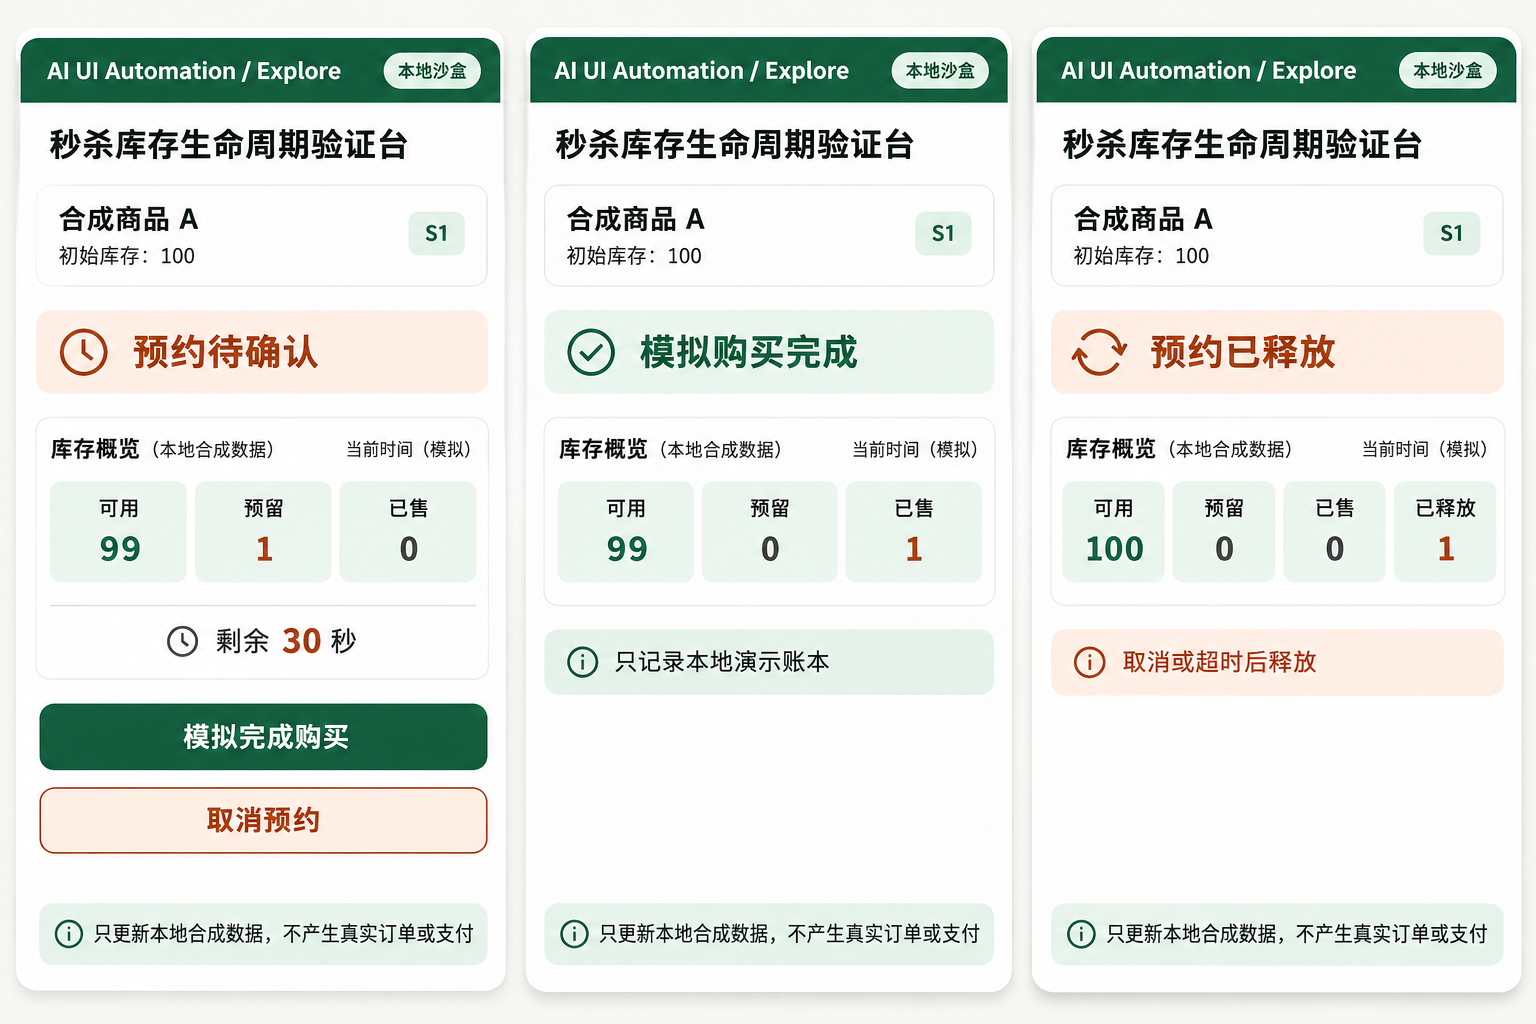 AI UI Automation / Explore
本地沙盒
秒杀库存生命周期验证台
合成商品 A
初始库存：100
S1
预约待确认
库存概览（本地合成数据）
当前时间（模拟）
可用
预留
已售
99
1
0
剩余 30 秒
模拟完成购买
取消预约
只更新本地合成数据，不产生真实订单或支付
AI UI Automation / Explore
本地沙盒
秒杀库存生命周期验证台
合成商品 A
初始库存：100
S1
模拟购买完成
库存概览（本地合成数据）
当前时间（模拟）
可用
预留
已售
99
0
1
只记录本地演示账本
只更新本地合成数据，不产生真实订单或支付
AI UI Automation / Explore
本地沙盒
秒杀库存生命周期验证台
合成商品 A
初始库存：100
S1
预约已释放
库存概览（本地合成数据）
当前时间（模拟）
可用
预留
已售
已释放
100
0
0
1
取消或超时后释放
只更新本地合成数据，不产生真实订单或支付